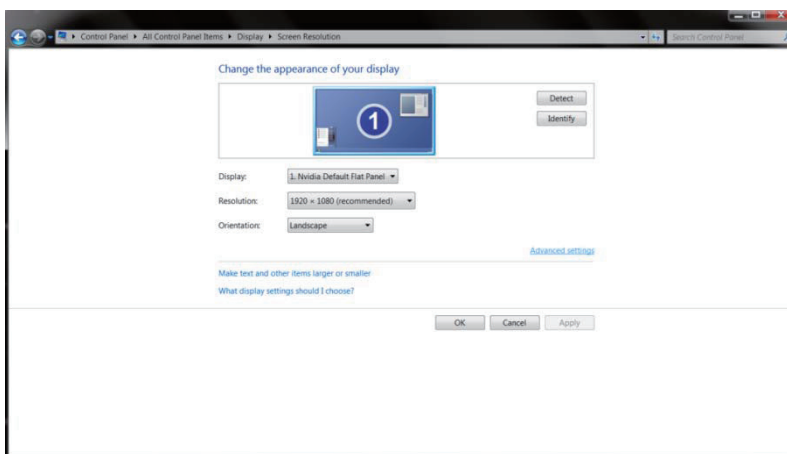 Control Panel ▸ All Control Panel Items ▸ Display ▸ Screen Resolution
Search Control Panel
Change the appearance of your display
1
Detect
Identify
Display: 1. Nvidia Default Flat Panel
Resolution: 1920 × 1080 (recommended)
Orientation: Landscape
Advanced settings
Make text and other items larger or smaller
What display settings should I choose?
OK Cancel Apply